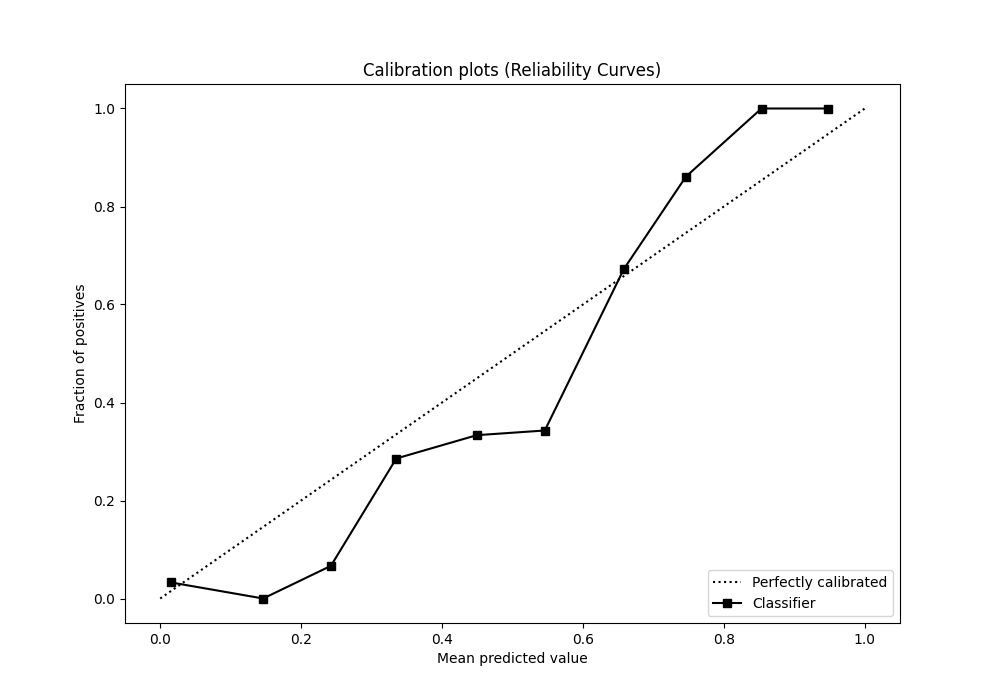 Calibration plots (Reliability Curves)
1.0
0.8
0.6
0.4
0.2
0.0
Fraction of positives
0.0 0.2 0.4 0.6 0.8 1.0
Mean predicted value
Perfectly calibrated
Classifier